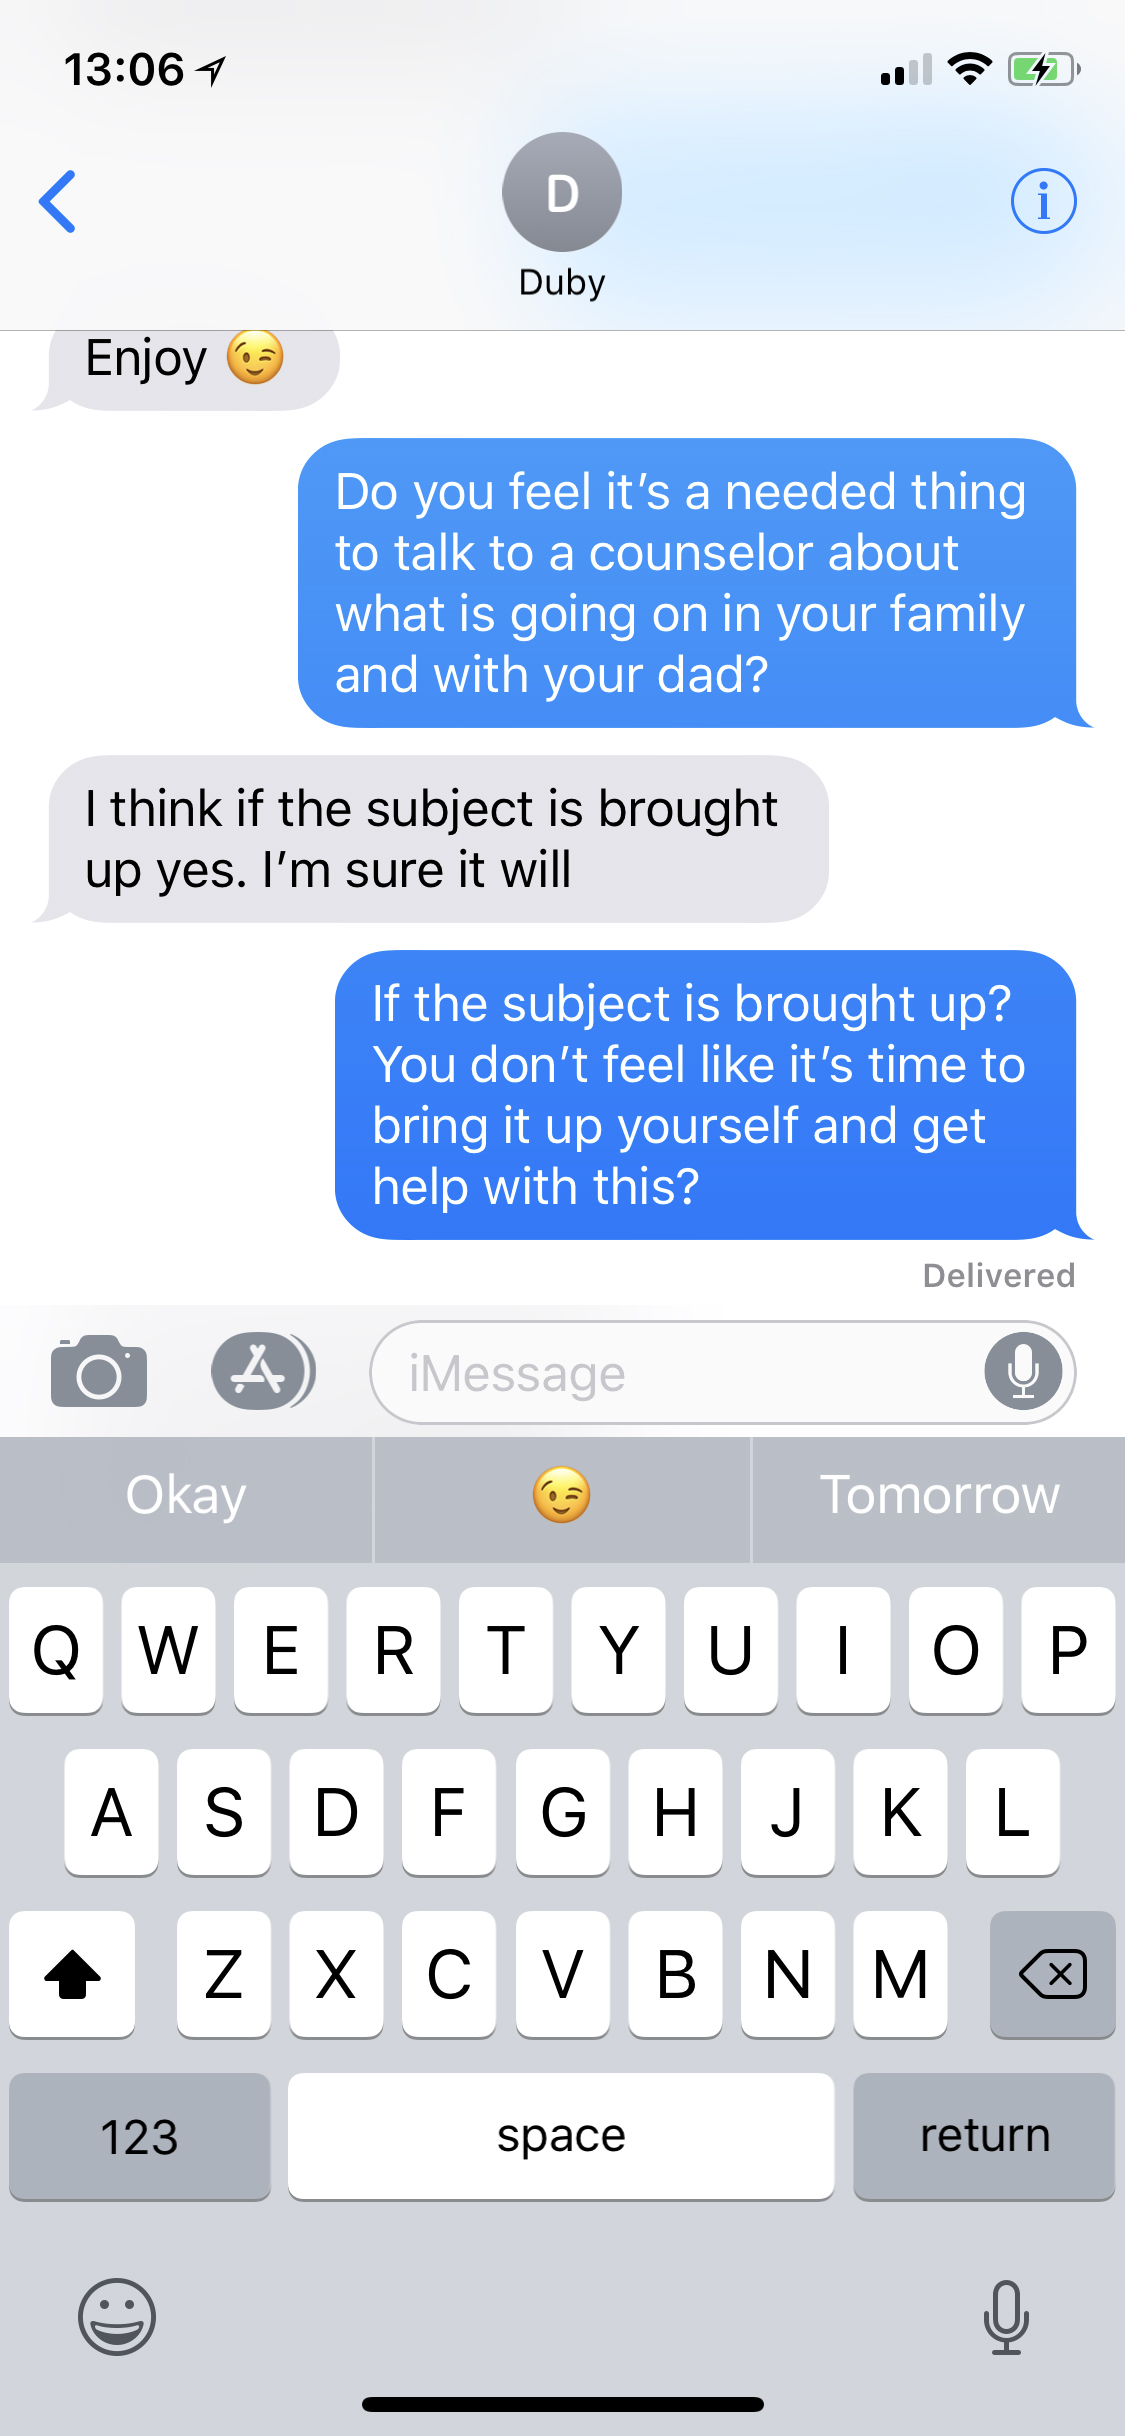 13:06
D
Duby
Enjoy 😉
Do you feel it’s a needed thing
to talk to a counselor about
what is going on in your family
and with your dad?
I think if the subject is brought
up yes. I’m sure it will
If the subject is brought up?
You don’t feel like it’s time to
bring it up yourself and get
help with this?
Delivered
iMessage
Okay 😉 Tomorrow
Q W E R T Y U I O P
A S D F G H J K L
Z X C V B N M
123 space return